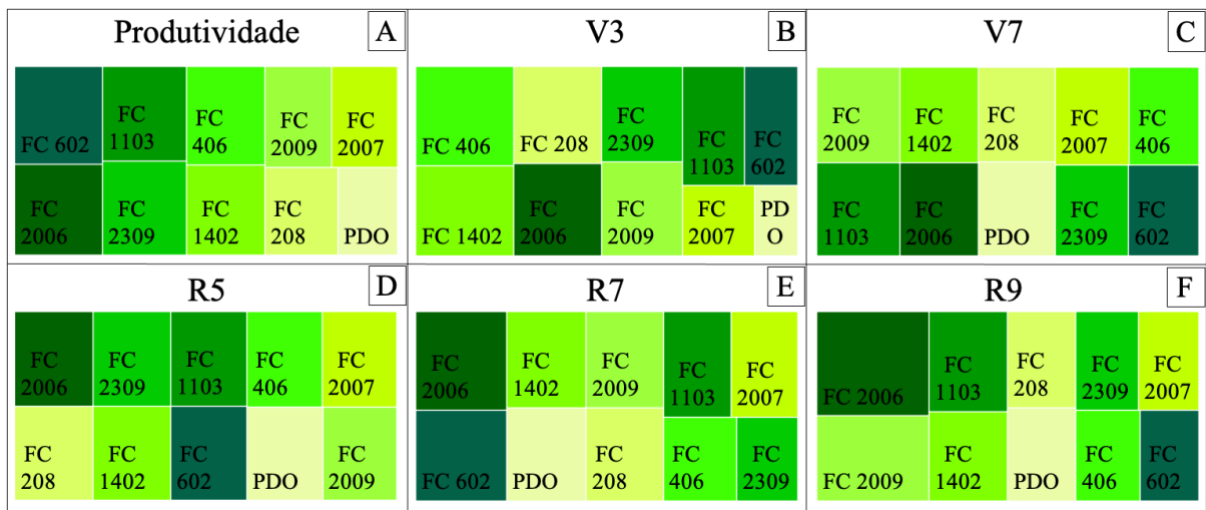 Produtividade
A
FC 602
FC
1103
FC
406
FC
2009
FC
2007
FC
2006
FC
2309
FC
1402
FC
208
PDO
V3
B
FC 406
FC 208
FC
2309
FC
1103
FC
602
FC 1402
FC
2006
FC
2009
FC
2007
PD
O
V7
C
FC
2009
FC
1402
FC
208
FC
2007
FC
406
FC
1103
FC
2006
PDO
FC
2309
FC
602
R5
D
FC
2006
FC
2309
FC
1103
FC
406
FC
2007
FC
208
FC
1402
FC
602
PDO
FC
2009
R7
E
FC
2006
FC
1402
FC
2009
FC
1103
FC
2007
FC 602
PDO
FC
208
FC
406
FC
2309
R9
F
FC 2006
FC
1103
FC
208
FC
2309
FC
2007
FC 2009
FC
1402
PDO
FC
406
FC
602